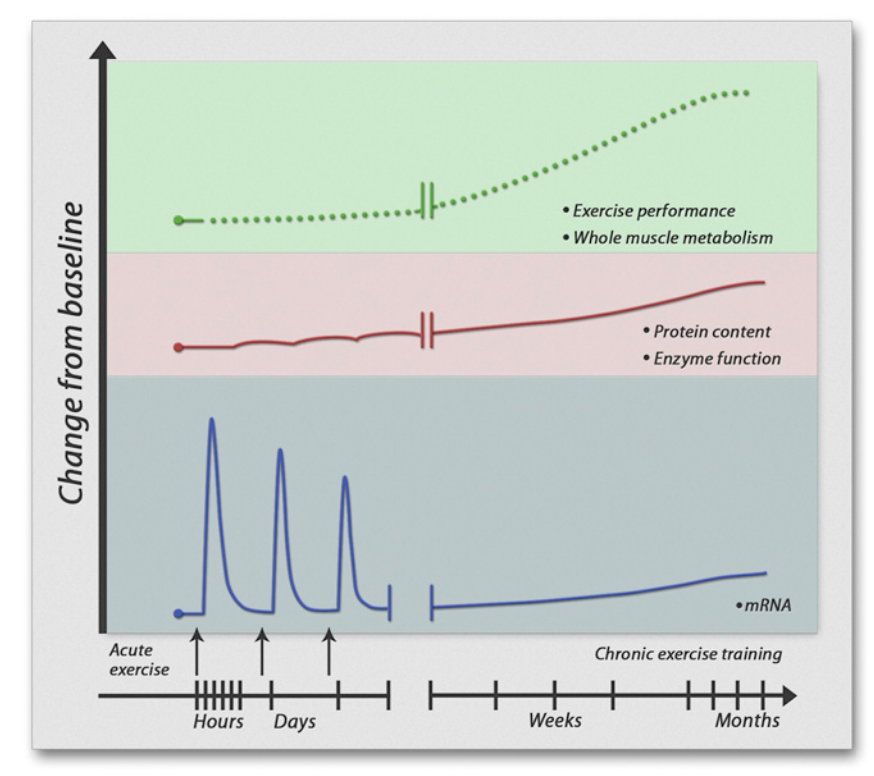 Change from baseline
• Exercise performance
• Whole muscle metabolism
• Protein content
• Enzyme function
• mRNA
Acute
exercise
Chronic exercise training
Hours
Days
Weeks
Months